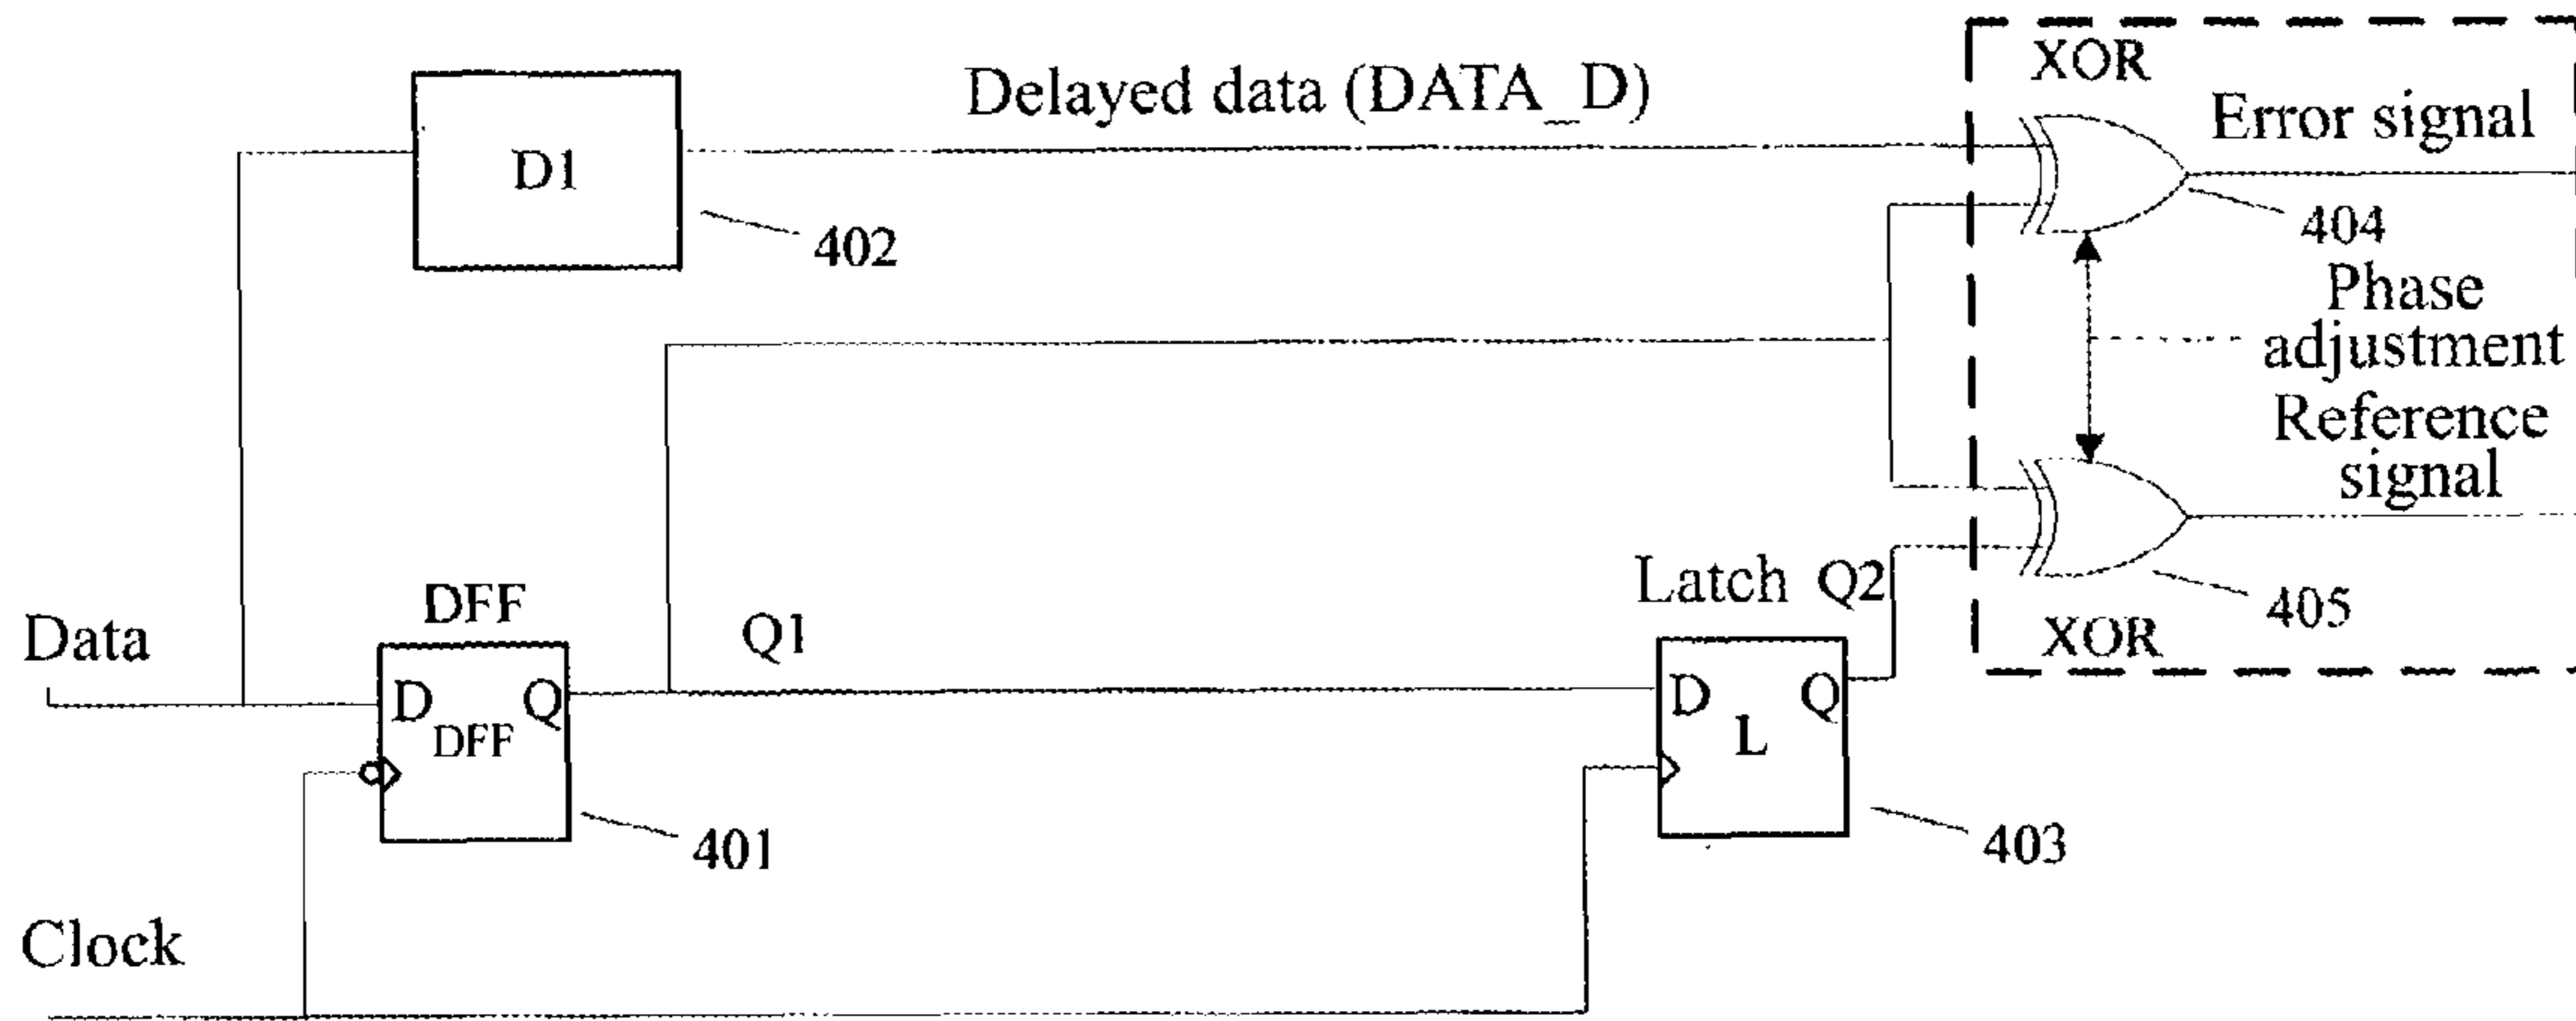 XOR
Delayed data (DATA_D)
Error signal
D1
402
404
Phase
adjustment
Reference
signal
Latch Q2
DFF
405
Data
Q1
XOR
D Q
DFF
D Q
L
401
403
Clock